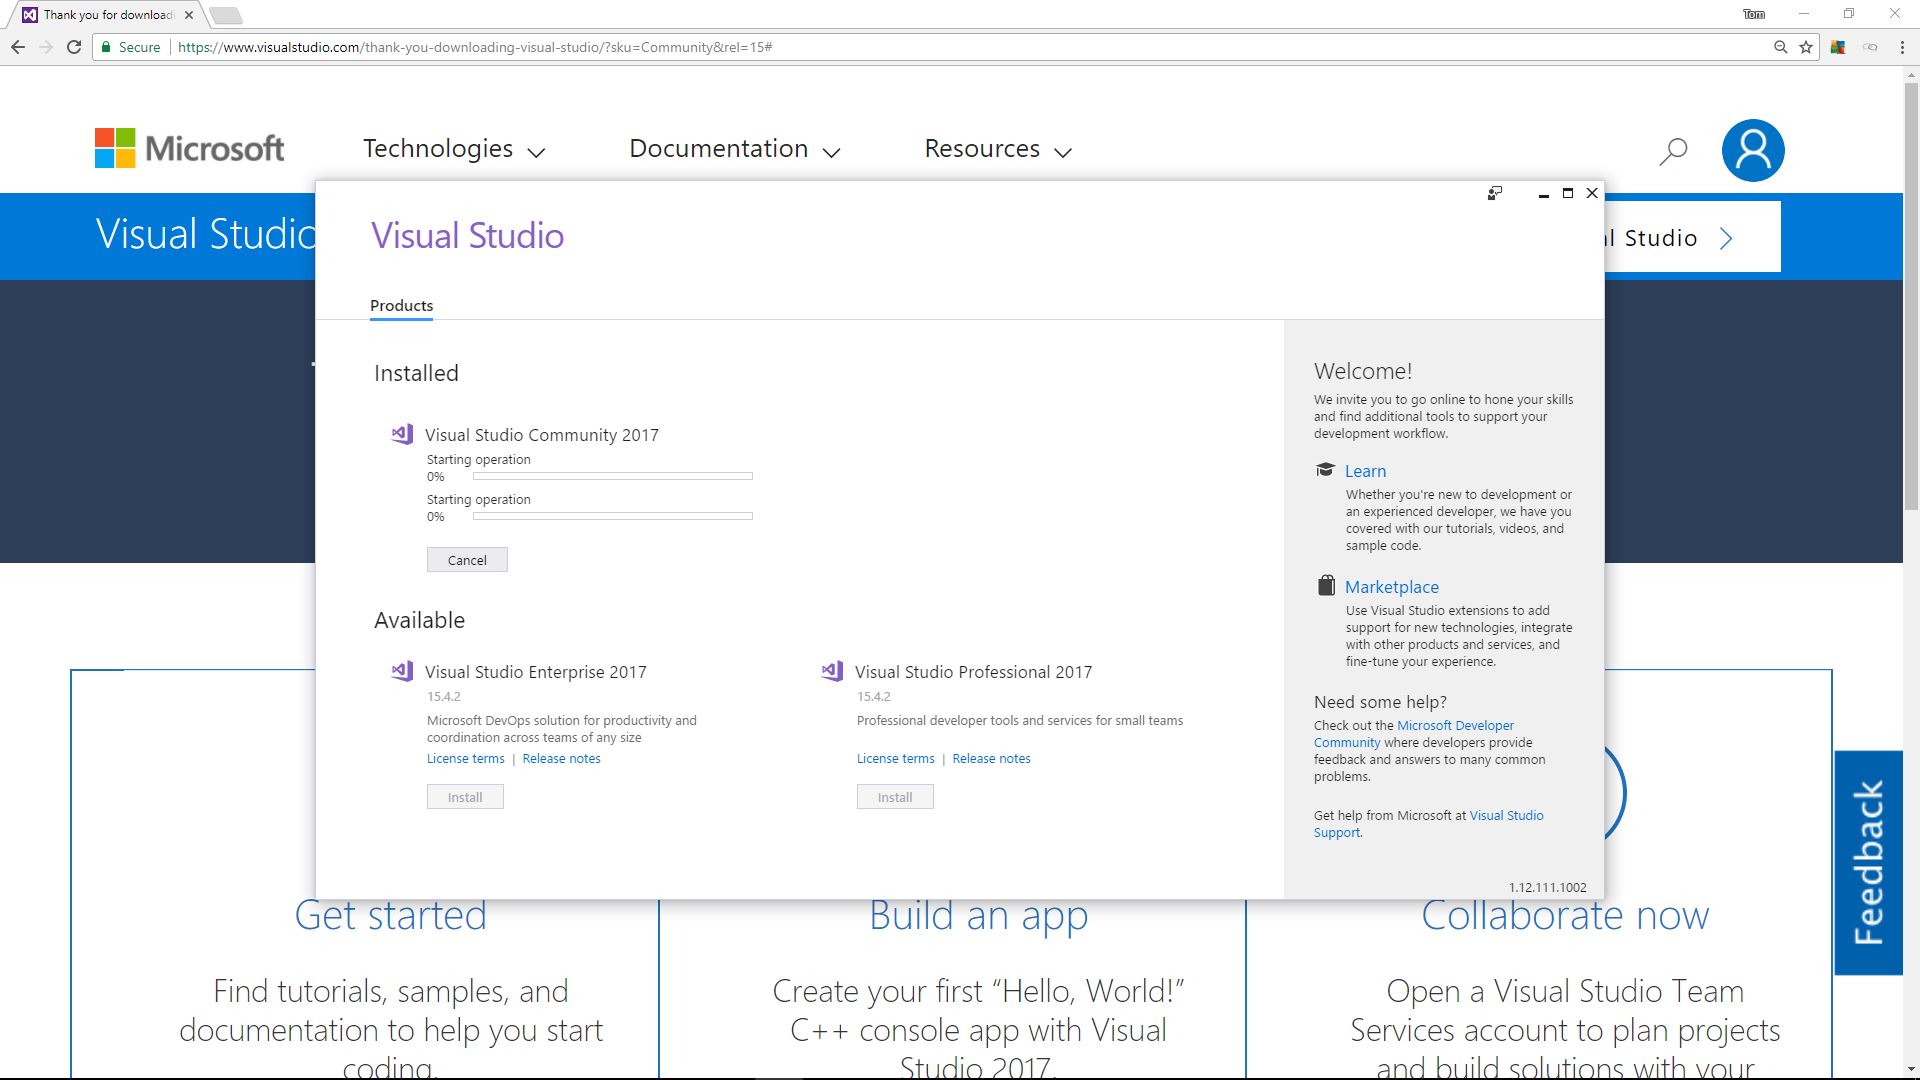 Thank you for download
Tom
Secure
https://www.visualstudio.com/thank-you-downloading-visual-studio/?sku=Community&rel=15#
Microsoft
Technologies
Documentation
Resources
Visual Studio
Studio
Visual Studio
Products
Installed
Visual Studio Community 2017
Starting operation
0%
Starting operation
0%
Cancel
Available
Visual Studio Enterprise 2017
15.4.2
Microsoft DevOps solution for productivity and
coordination across teams of any size
License terms | Release notes
Install
Visual Studio Professional 2017
15.4.2
Professional developer tools and services for small teams
License terms | Release notes
Install
Welcome!
We invite you to go online to hone your skills
and find additional tools to support your
development workflow.
Learn
Whether you're new to development or
an experienced developer, we have you
covered with our tutorials, videos, and
sample code.
Marketplace
Use Visual Studio extensions to add
support for new technologies, integrate
with other products and services, and
fine-tune your experience.
Need some help?
Check out the Microsoft Developer
Community where developers provide
feedback and answers to many common
problems.
Get help from Microsoft at Visual Studio
Support.
1.12.111.1002
Feedback
Get started
Find tutorials, samples, and
documentation to help you start
coding.
Build an app
Create your first “Hello, World!”
C++ console app with Visual
Studio 2017.
Collaborate now
Open a Visual Studio Team
Services account to plan projects
and build solutions with your